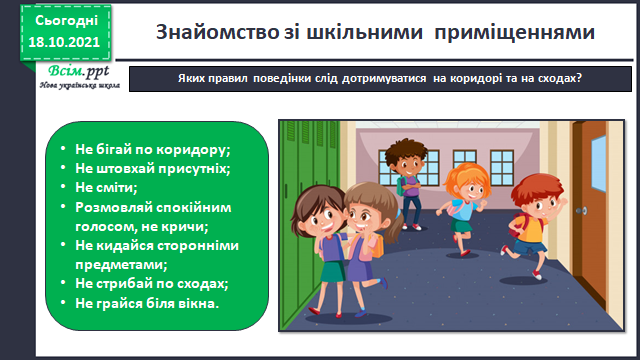 Сьогодні
18.10.2021
Знайомство зі шкільними приміщеннями
Всім.ppt
Нова українська школа
Яких правил поведінки слід дотримуватися на коридорі та на сходах?
• Не бігай по коридору;
• Не штовхай присутніх;
• Не сміти;
• Розмовляй спокійним
голосом, не кричи;
• Не кидайся сторонніми
предметами;
• Не стрибай по сходах;
• Не грайся біля вікна.